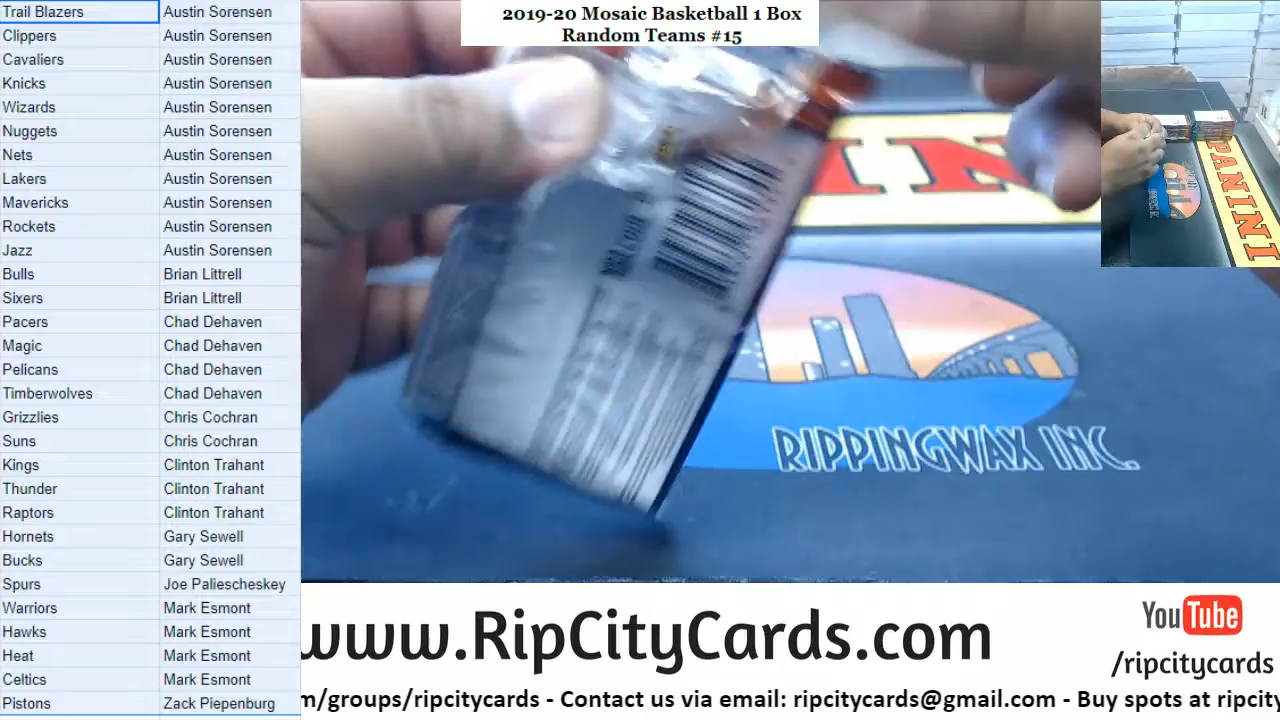 2019-20 Mosaic Basketball 1 Box
Random Teams #15
Trail Blazers Austin Sorensen
Clippers Austin Sorensen
Cavaliers Austin Sorensen
Knicks Austin Sorensen
Wizards Austin Sorensen
Nuggets Austin Sorensen
Nets Austin Sorensen
Lakers Austin Sorensen
Mavericks Austin Sorensen
Rockets Austin Sorensen
Jazz Austin Sorensen
Bulls Brian Littrell
Sixers Brian Littrell
Pacers Chad Dehaven
Magic Chad Dehaven
Pelicans Chad Dehaven
Timberwolves Chad Dehaven
Grizzlies Chris Cochran
Suns Chris Cochran
Kings Clinton Trahant
Thunder Clinton Trahant
Raptors Clinton Trahant
Hornets Gary Sewell
Bucks Gary Sewell
Spurs Joe Paliescheskey
Warriors Mark Esmont
Hawks Mark Esmont
Heat Mark Esmont
Celtics Mark Esmont
Pistons Zack Piepenburg
INI
RIPPINGWAX INC.
PANINI
www.RipCityCards.com
YouTube
/ripcitycards
m/groups/ripcitycards - Contact us via email: ripcitycards@gmail.com - Buy spots at ripcity